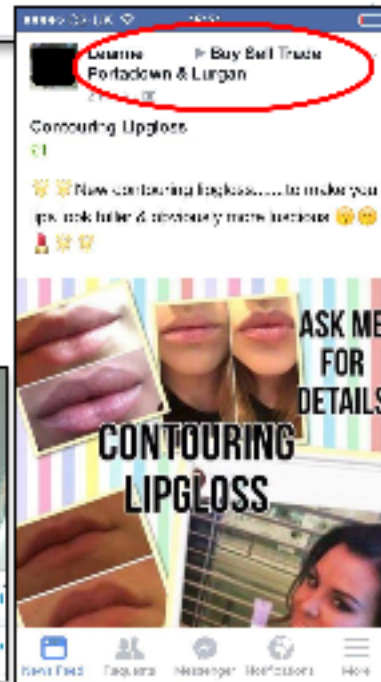 Leanne ▶ Buy Sell Trade
Portadown & Lurgan
Contouring Lipgloss
£1
New contouring lipgloss...... to make your
lips look fuller & obviously more luscious
ASK ME
FOR
DETAILS
CONTOURING
LIPGLOSS
News Feed
Requests
Messenger
Notifications
More